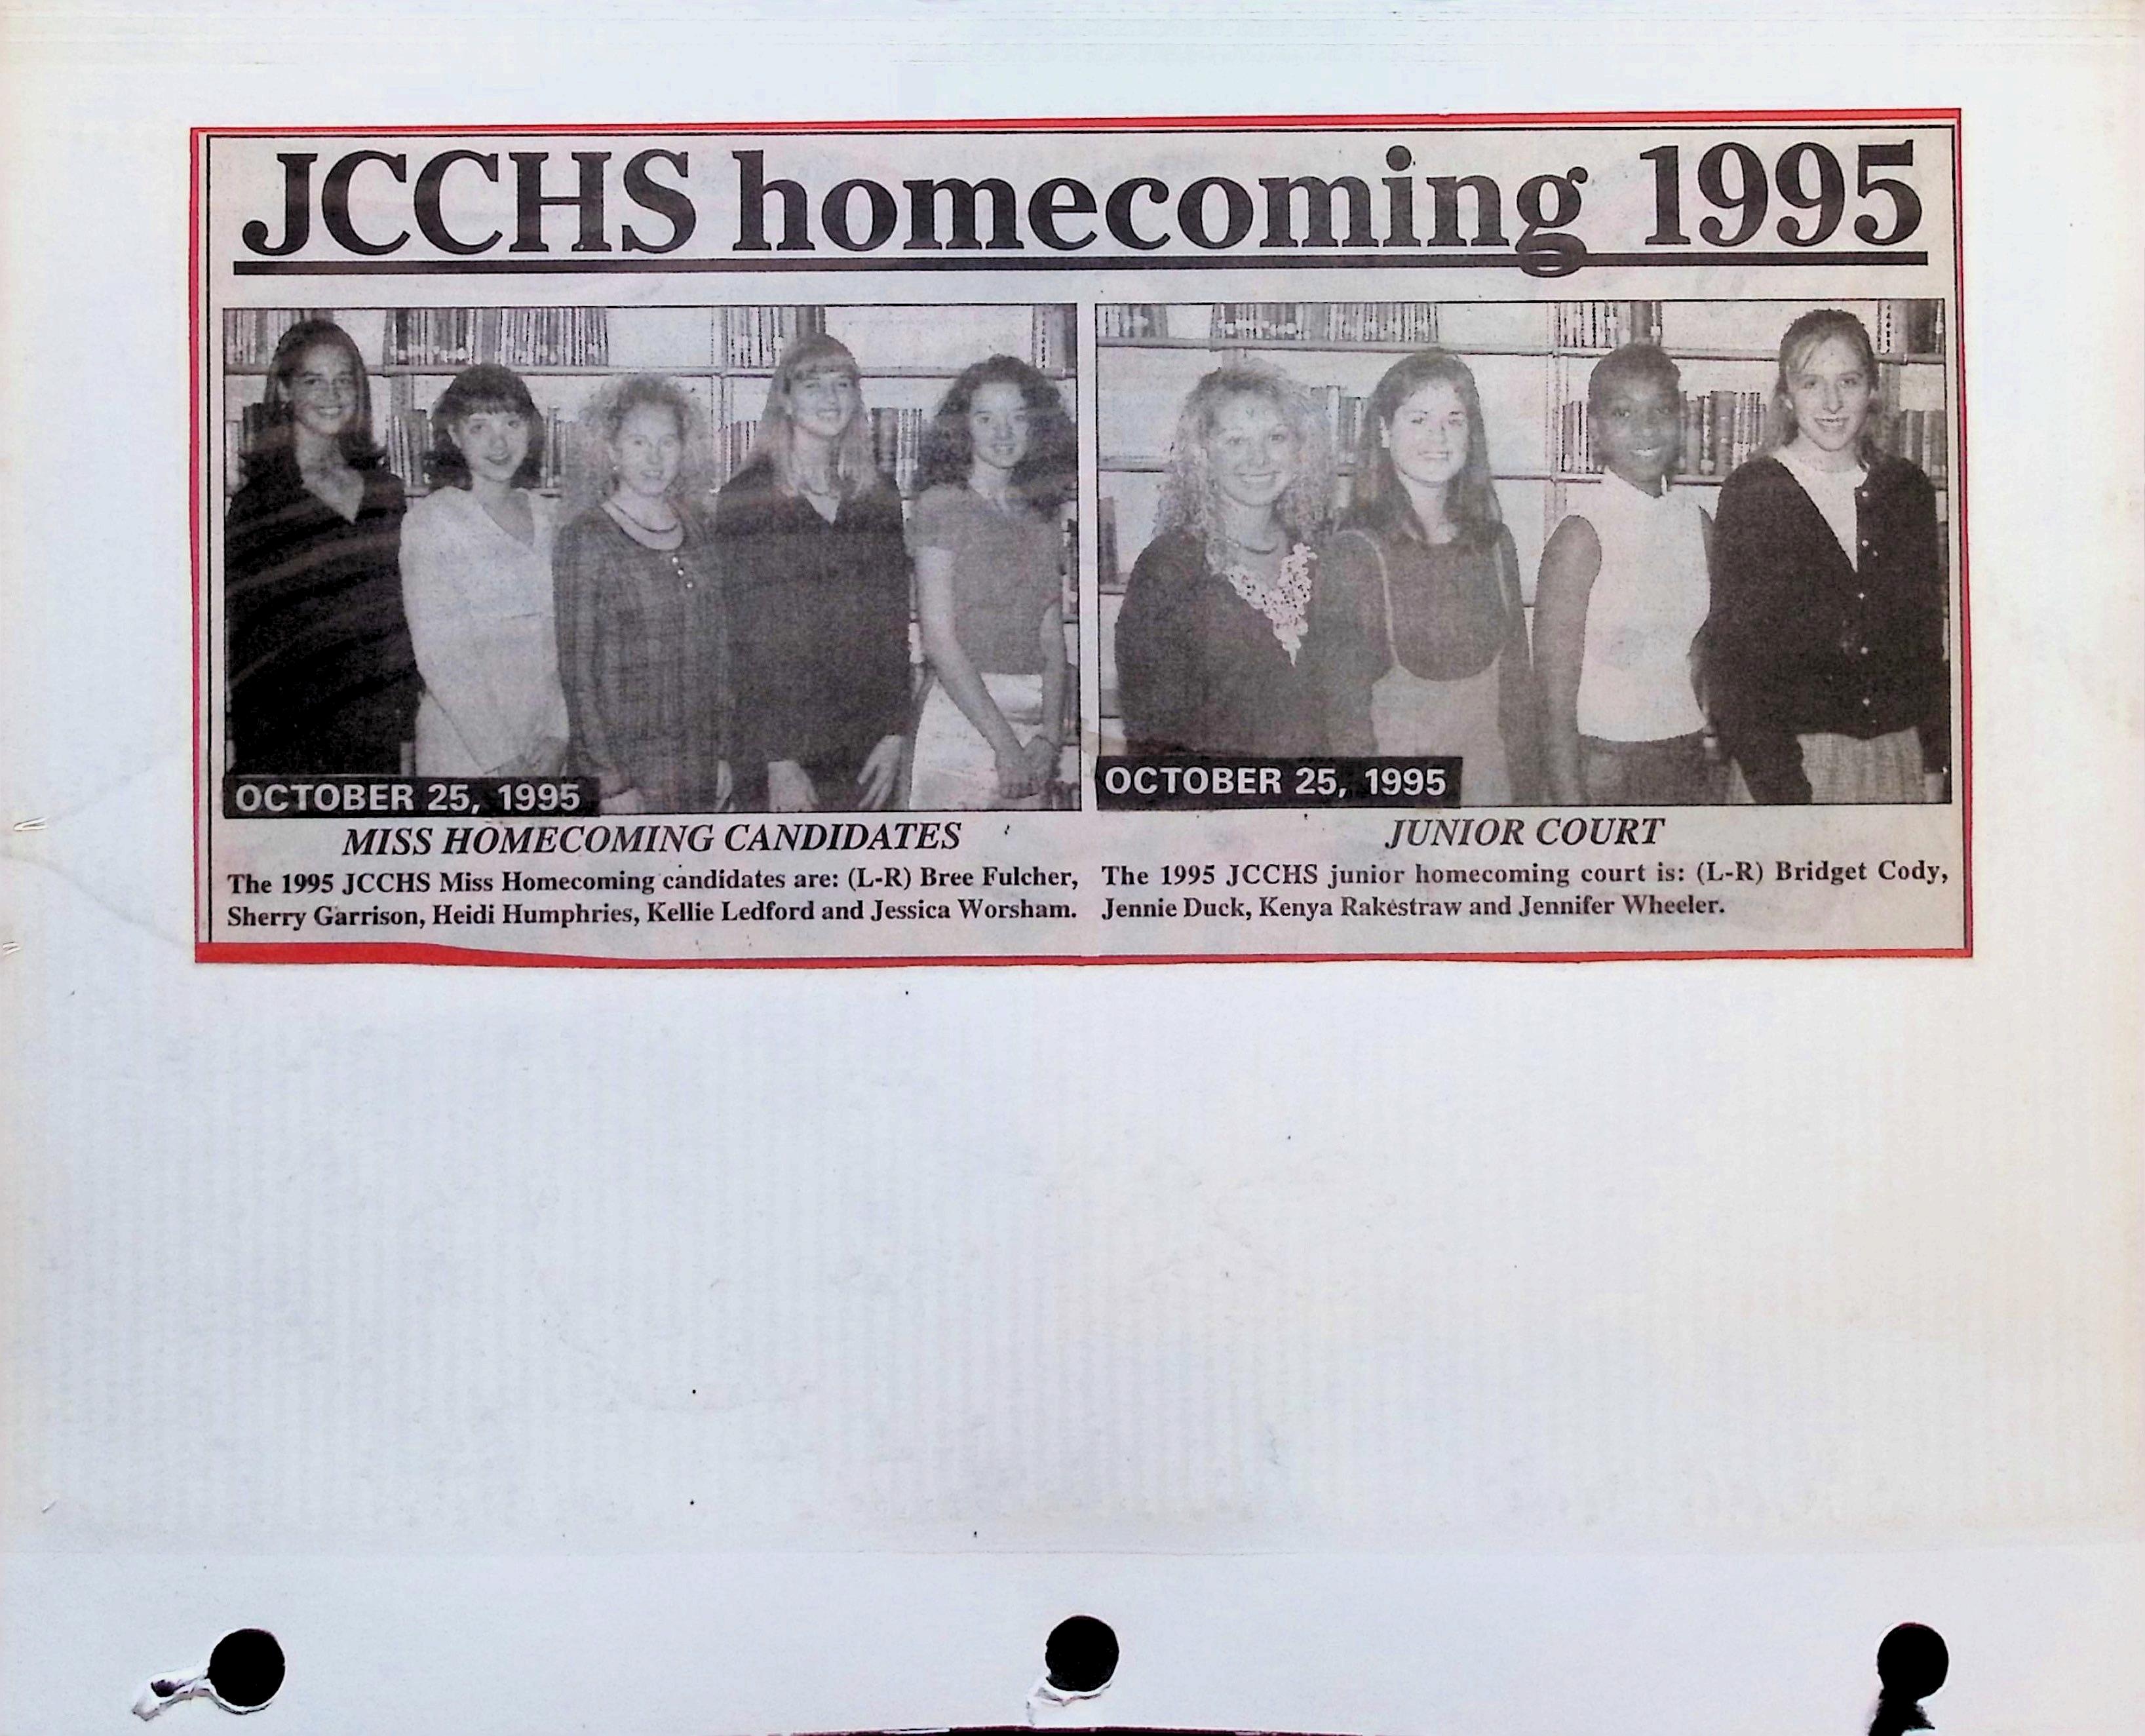 JCCHS homecoming 1995
OCTOBER 25, 1995
MISS HOMECOMING CANDIDATES
The 1995 JCCHS Miss Homecoming candidates are: (L-R) Bree Fulcher,
Sherry Garrison, Heidi Humphries, Kellie Ledford and Jessica Worsham.
OCTOBER 25, 1995
JUNIOR COURT
The 1995 JCCHS junior homecoming court is: (L-R) Bridget Cody,
Jennie Duck, Kenya Rakestraw and Jennifer Wheeler.